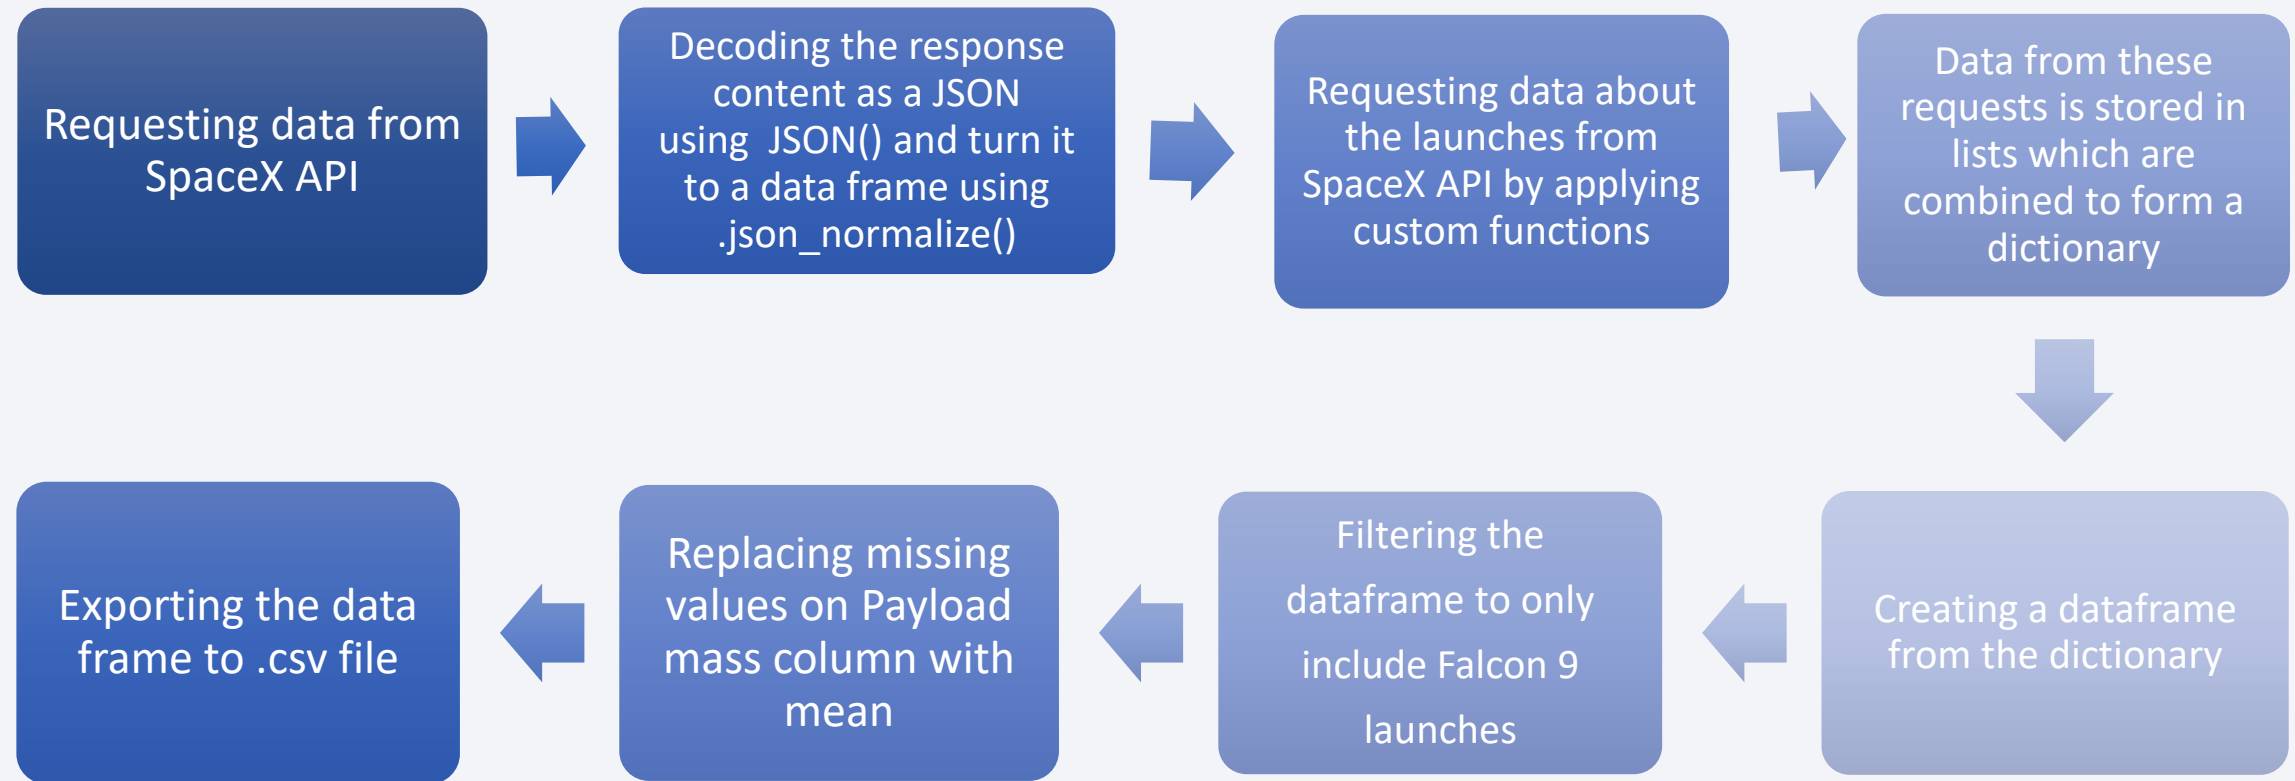 Requesting data from
SpaceX API
Decoding the response
content as a JSON
using  JSON() and turn it
to a data frame using
.json_normalize()
Requesting data about
the launches from
SpaceX API by applying
custom functions
Data from these
requests is stored in
lists which are
combined to form a
dictionary
Creating a dataframe
from the dictionary
Filtering the
dataframe to only
include Falcon 9
launches
Replacing missing
values on Payload
mass column with
mean
Exporting the data
frame to .csv file